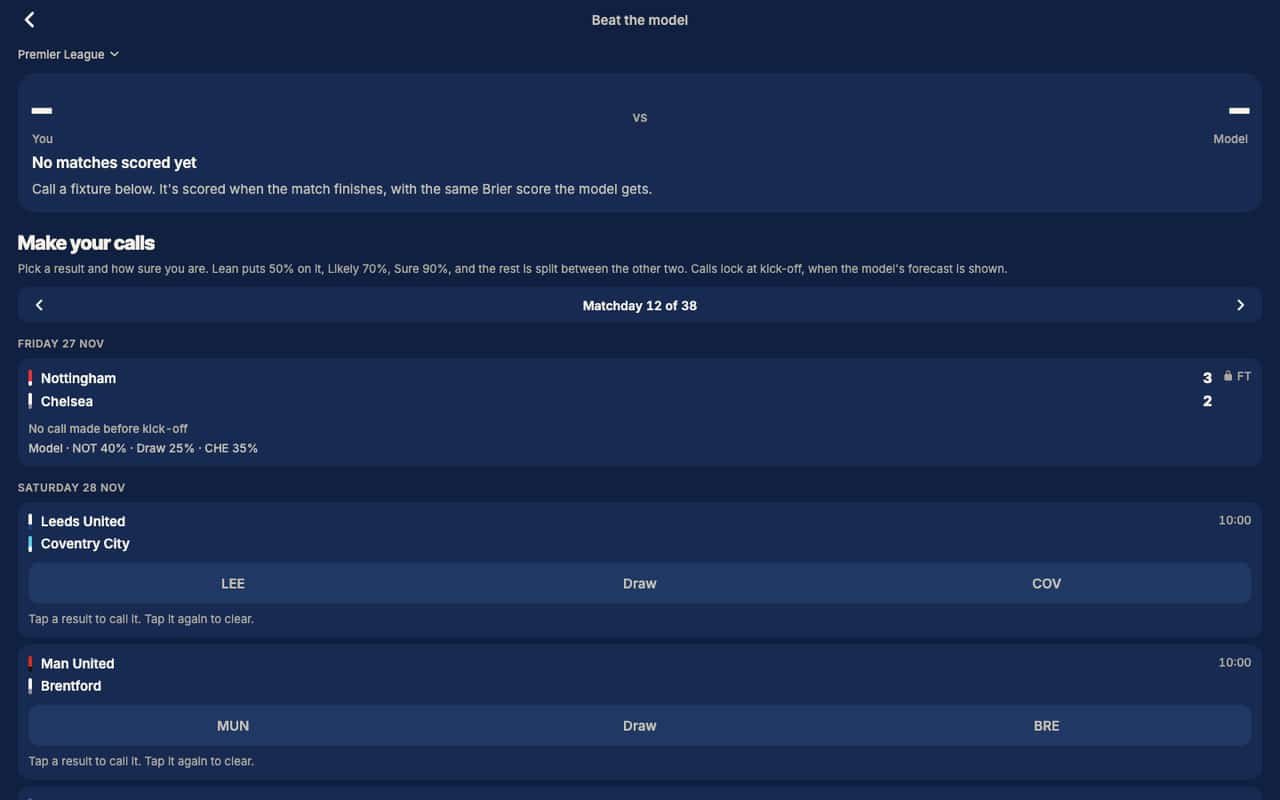 Beat the model
Premier League
You
VS
Model
No matches scored yet
Call a fixture below. It's scored when the match finishes, with the same Brier score the model gets.
Make your calls
Pick a result and how sure you are. Lean puts 50% on it, Likely 70%, Sure 90%, and the rest is split between the other two. Calls lock at kick-off, when the model's forecast is shown.
Matchday 12 of 38
FRIDAY 27 NOV
Nottingham 3 FT
Chelsea 2
No call made before kick-off
Model · NOT 40% · Draw 25% · CHE 35%
SATURDAY 28 NOV
Leeds United 10:00
Coventry City
LEE Draw COV
Tap a result to call it. Tap it again to clear.
Man United 10:00
Brentford
MUN Draw BRE
Tap a result to call it. Tap it again to clear.